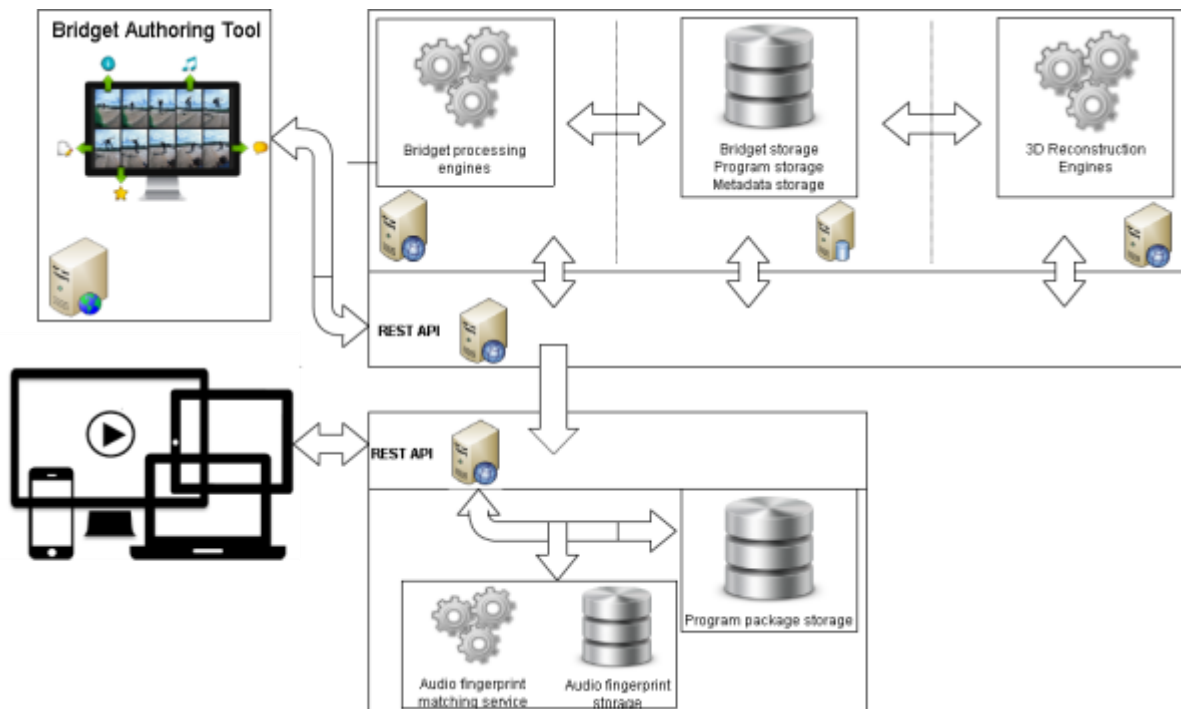 Bridget Authoring Tool
Bridget processing
engines
Bridget storage
Program storage
Metadata storage
3D Reconstruction
Engines
REST API
REST API
Program package storage
Audio fingerprint
matching service
Audio fingerprint
storage